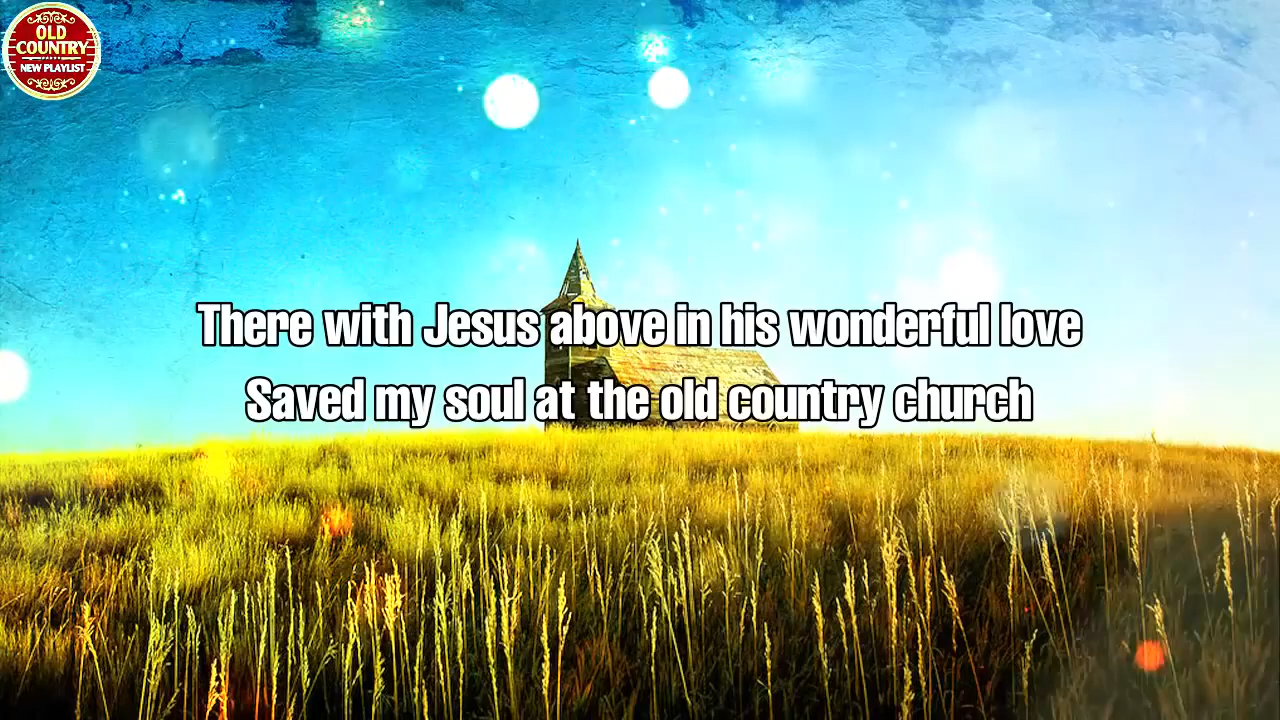 OLD
COUNTRY
NEW PLAYLIST
There with Jesus above in his wonderful love
Saved my soul at the old country church